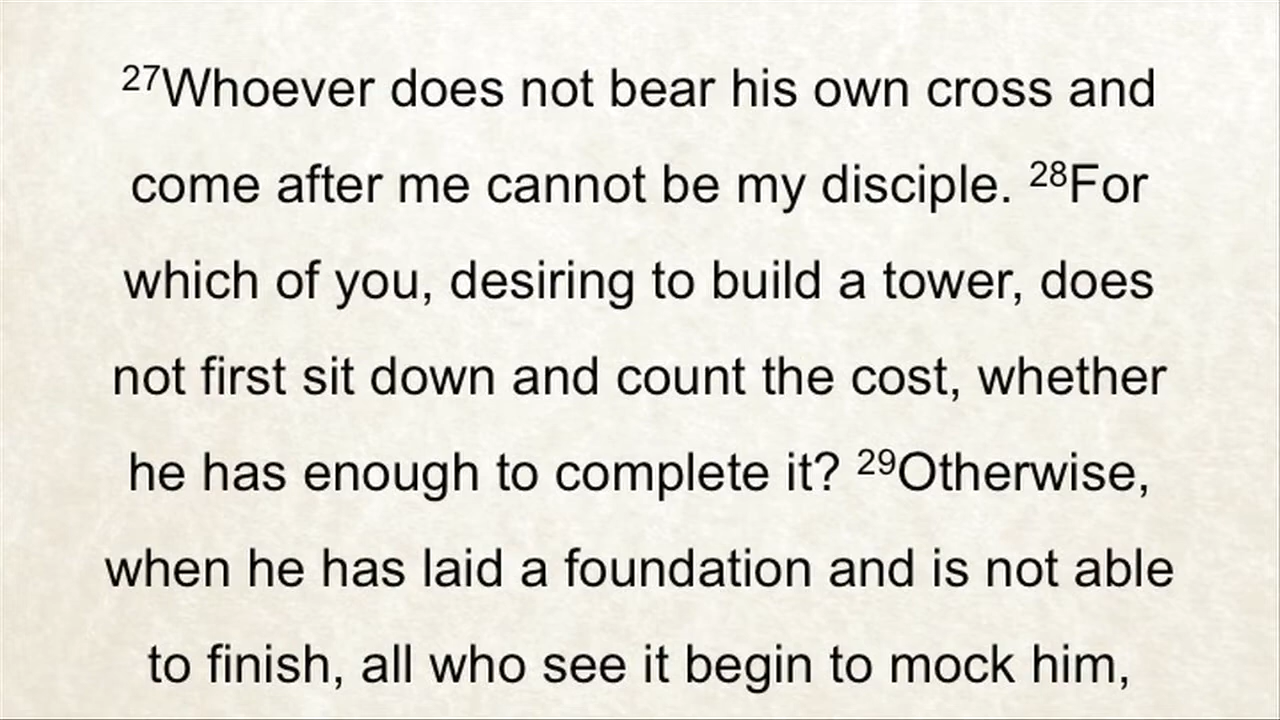 27Whoever does not bear his own cross and
come after me cannot be my disciple. 28For
which of you, desiring to build a tower, does
not first sit down and count the cost, whether
he has enough to complete it? 29Otherwise,
when he has laid a foundation and is not able
to finish, all who see it begin to mock him,